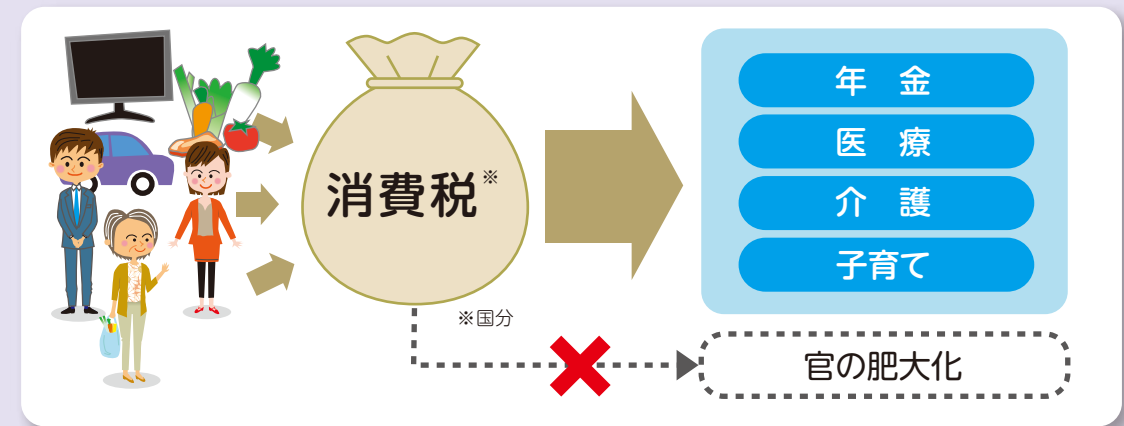 消費税※
※国分
年　金
医　療
介　護
子育て
官の肥大化